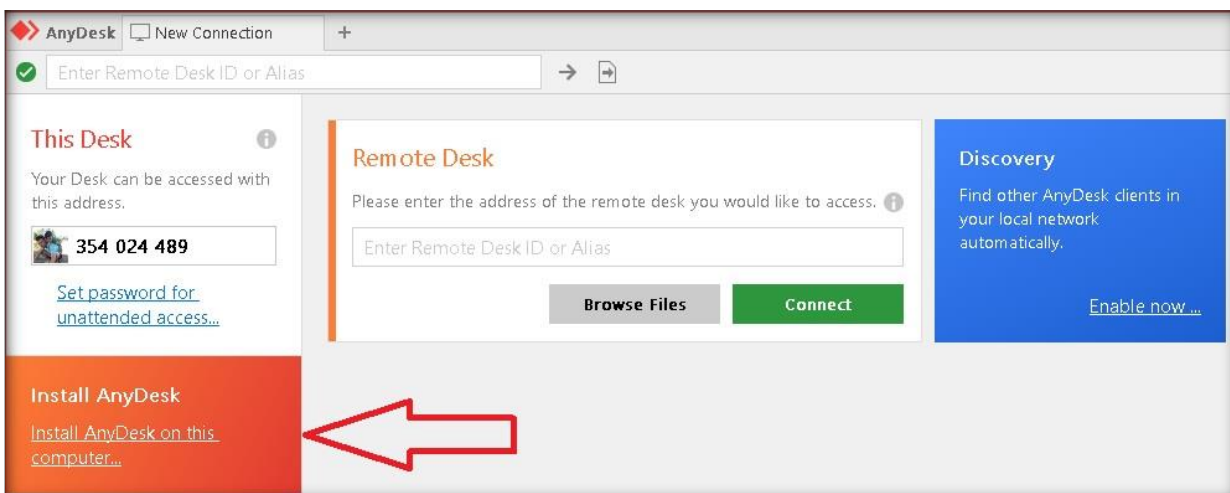 AnyDesk
New Connection
+
Enter Remote Desk ID or Alias
This Desk
Your Desk can be accessed with
this address.
354 024 489
Set password for
unattended access...
Install AnyDesk
Install AnyDesk on this
computer...
Remote Desk
Please enter the address of the remote desk you would like to access.
Enter Remote Desk ID or Alias
Browse Files
Connect
Discovery
Find other AnyDesk clients in
your local network
automatically.
Enable now ...